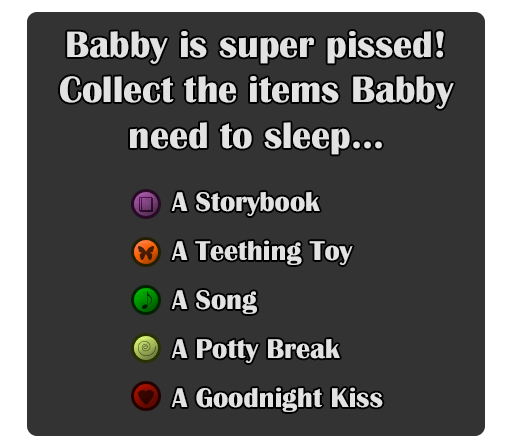 Babby is super pissed!
Collect the items Babby
need to sleep...
A Storybook
A Teething Toy
A Song
A Potty Break
A Goodnight Kiss